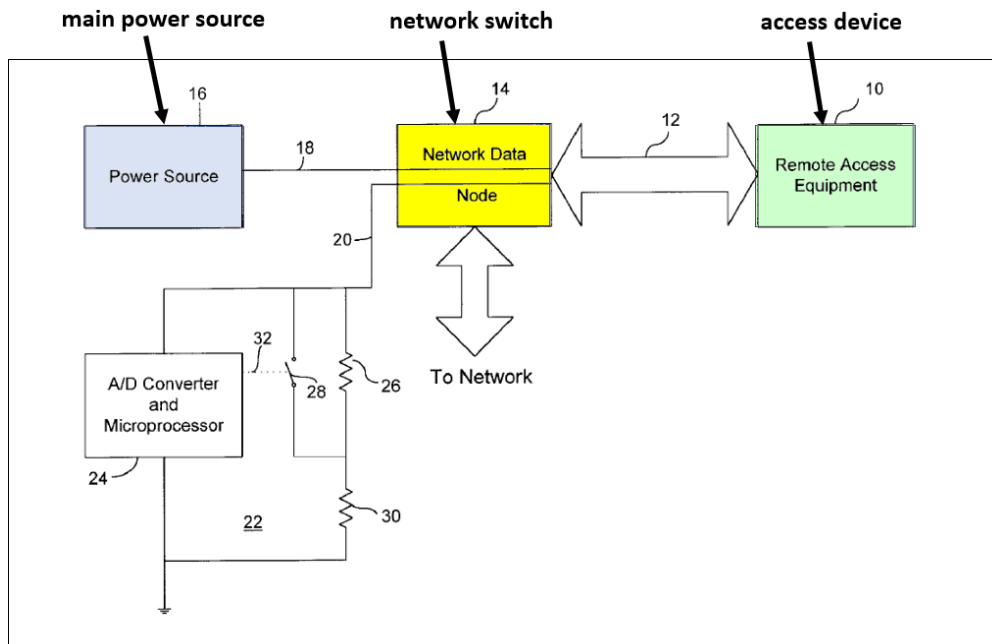 main power source
network switch
access device
16
14
10
12
18
Power Source
Network Data
Node
Remote Access
Equipment
20
To Network
32
28
26
A/D Converter
and
Microprocessor
24
22
30